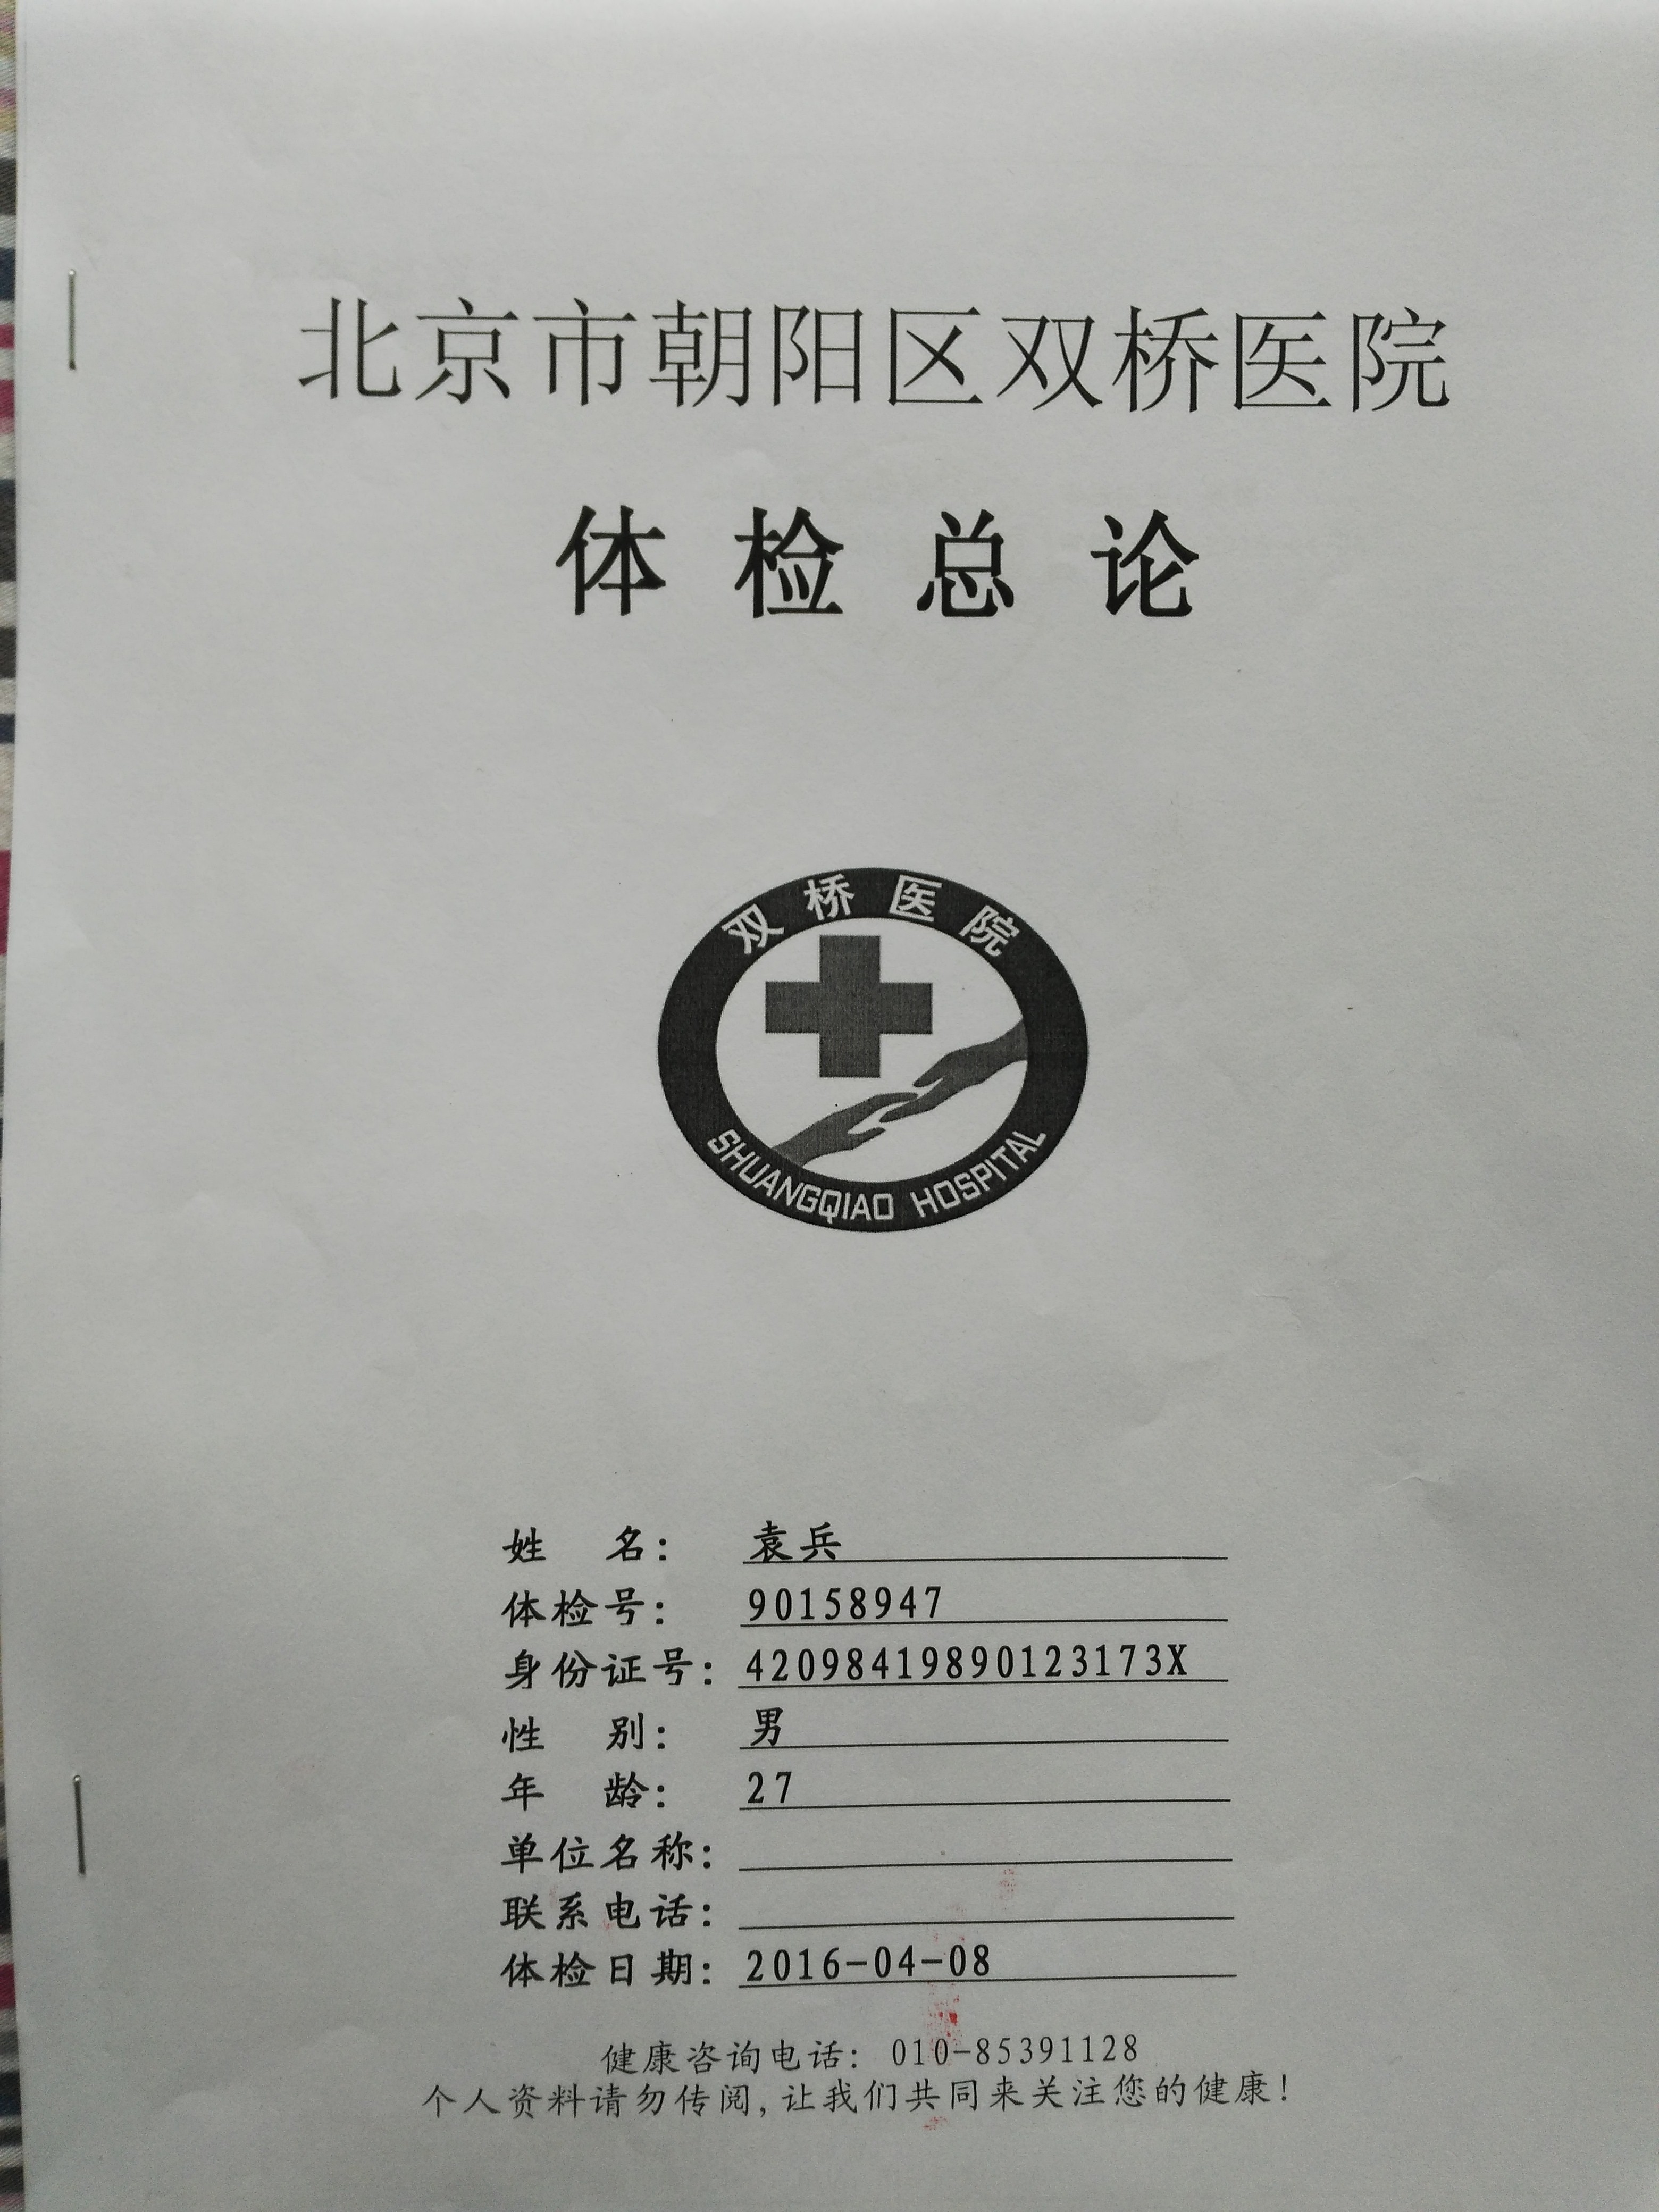 北京市朝阳区双桥医院
体检总论
双桥医院
SHUANGQIAO HOSPITAL
姓 名: 袁兵
体检号: 90158947
身份证号: 42098419890123173X
性 别: 男
年 龄: 27
单位名称:
联系电话:
体检日期: 2016-04-08
健康咨询电话: 010-85391128
个人资料请勿传阅,让我们共同来关注您的健康!